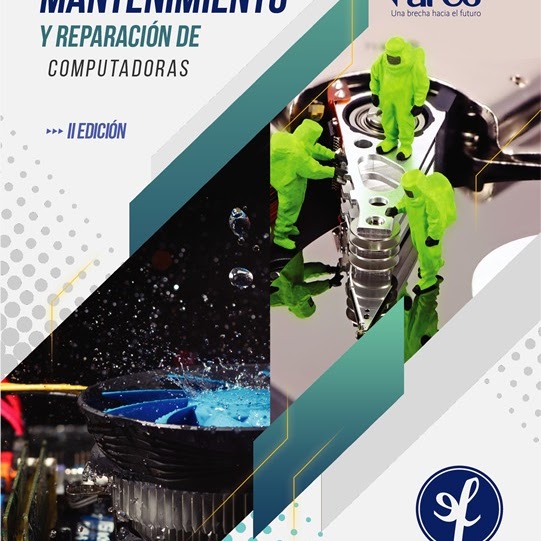 MANTENIMIENTO
Una brecha hacia el futuro
Y REPARACIÓN DE
COMPUTADORAS
II EDICIÓN